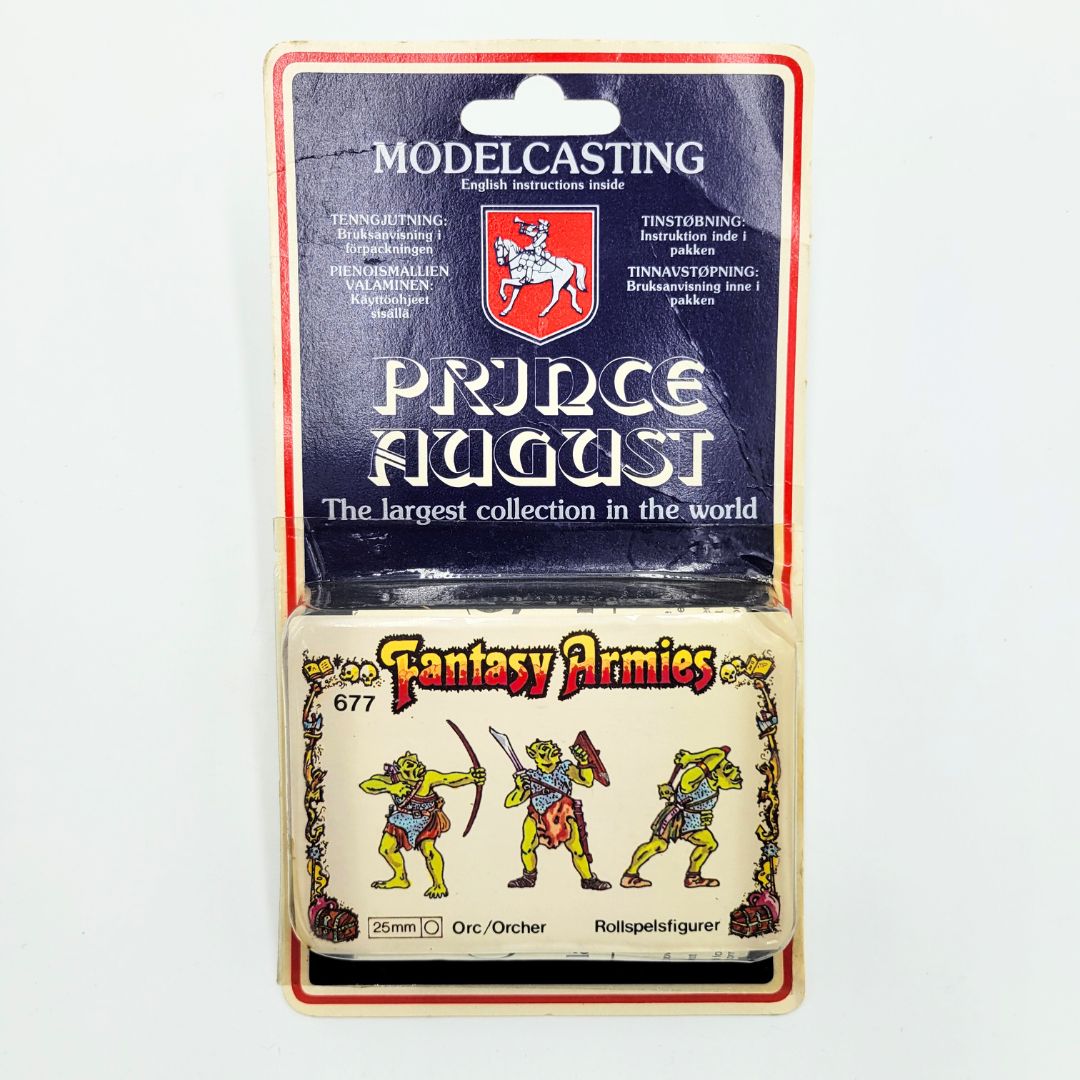 MODELCASTING
English instructions inside
TENNGJUTNING:
Bruksanvisning i
förpackningen
PIENOISMALLIEN
VALAMINEN:
Käyttöohjeet
sisällä
TINSTØBNING:
Instruktion inde i
pakken
TINNAVSTØPNING:
Bruksanvisning inne i
pakken
PRINCE
AUGUST
The largest collection in the world
Fantasy Armies
677
25mm Orc/Orcher
Rollspelsfigurer